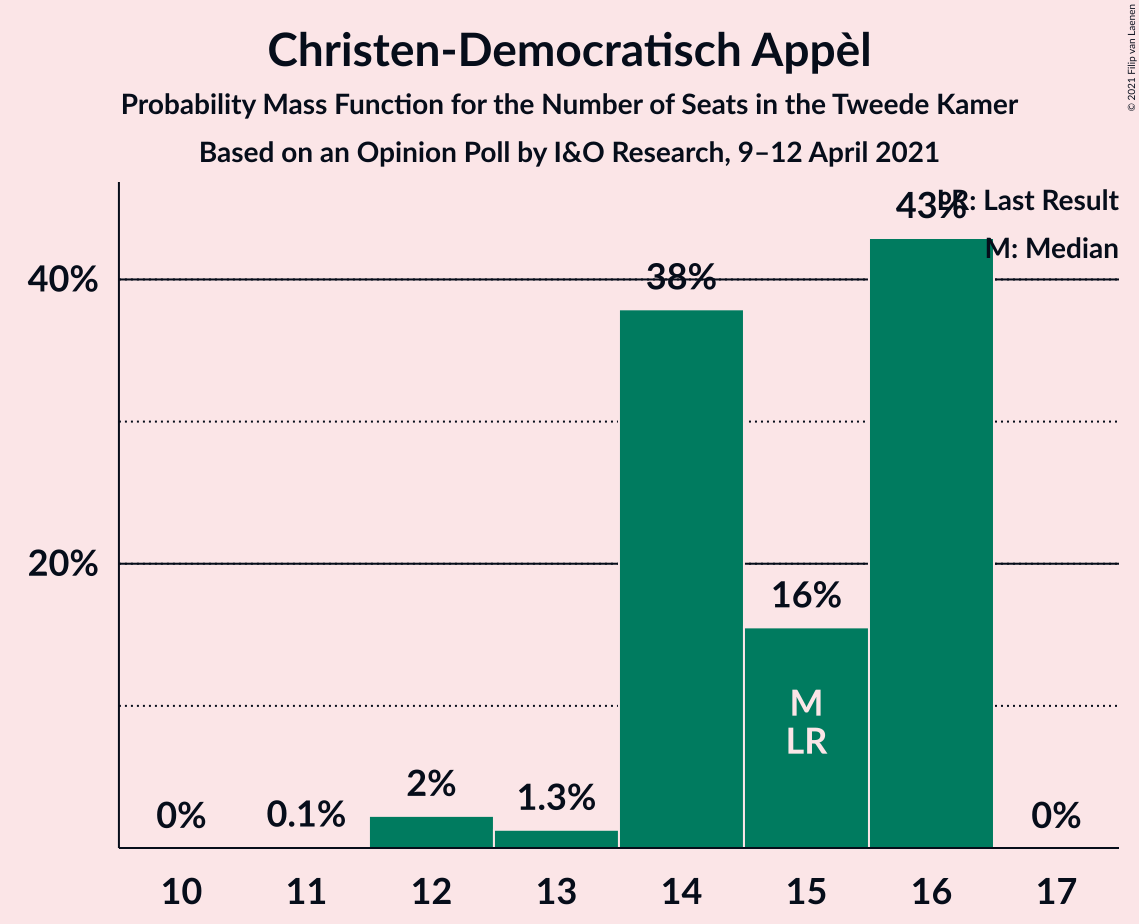 Christen-Democratisch Appèl
Probability Mass Function for the Number of Seats in the Tweede Kamer
Based on an Opinion Poll by I&O Research, 9–12 April 2021
© 2021 Filip van Laenen
LR: Last Result
M: Median
40%
20%
0%
0.1%
2%
1.3%
38%
16%
43%
0%
M
LR
10 11 12 13 14 15 16 17